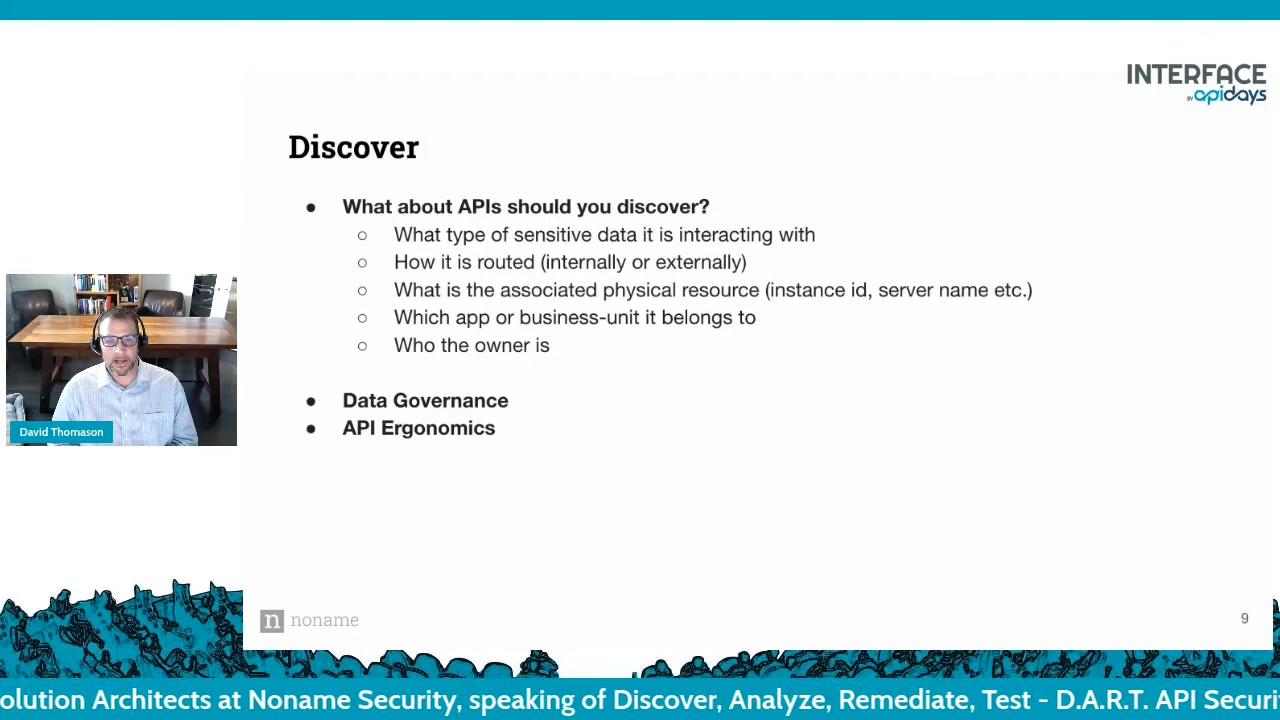 INTERFACE
BY apidays
Discover
● What about APIs should you discover?
○ What type of sensitive data it is interacting with
○ How it is routed (internally or externally)
○ What is the associated physical resource (instance id, server name etc.)
○ Which app or business-unit it belongs to
○ Who the owner is
● Data Governance
● API Ergonomics
David Thomason
n noname
9
olution Architects at Noname Security, speaking of Discover, Analyze, Remediate, Test - D.A.R.T. API Securi